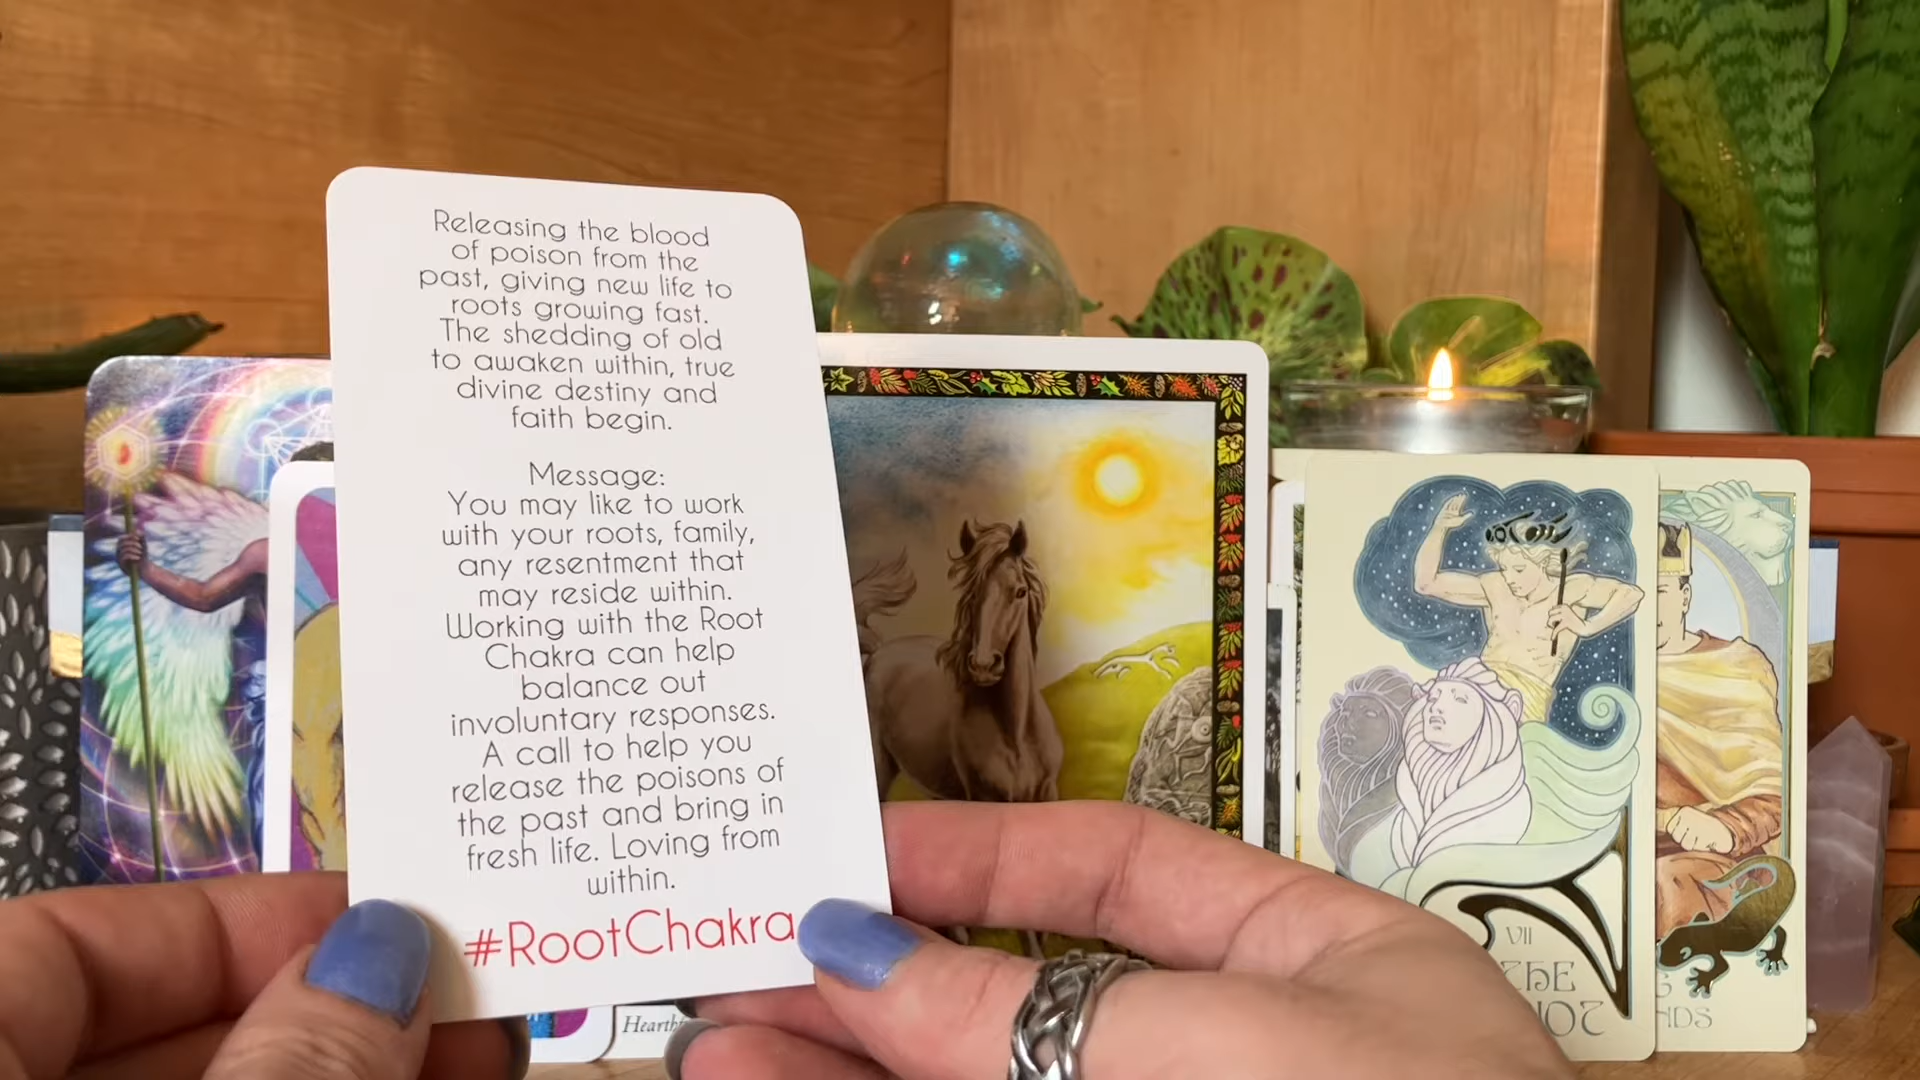 Releasing the blood
of poison from the
past, giving new life to
roots growing fast.
The shedding of old
to awaken within, true
divine destiny and
faith begin.
Message:
You may like to work
with your roots, family,
any resentment that
may reside within.
Working with the Root
Chakra can help
balance out
involuntary responses.
A call to help you
release the poisons of
the past and bring in
fresh life. Loving from
within.
#RootChakra
VII
THE